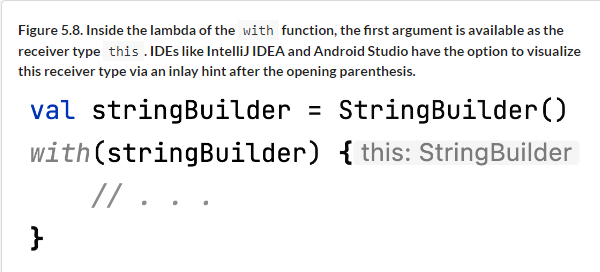 Figure 5.8. Inside the lambda of the with function, the first argument is available as the
receiver type this . IDEs like IntelliJ IDEA and Android Studio have the option to visualize
this receiver type via an inlay hint after the opening parenthesis.
val stringBuilder = StringBuilder()
with(stringBuilder) { this: StringBuilder
// . . .
}